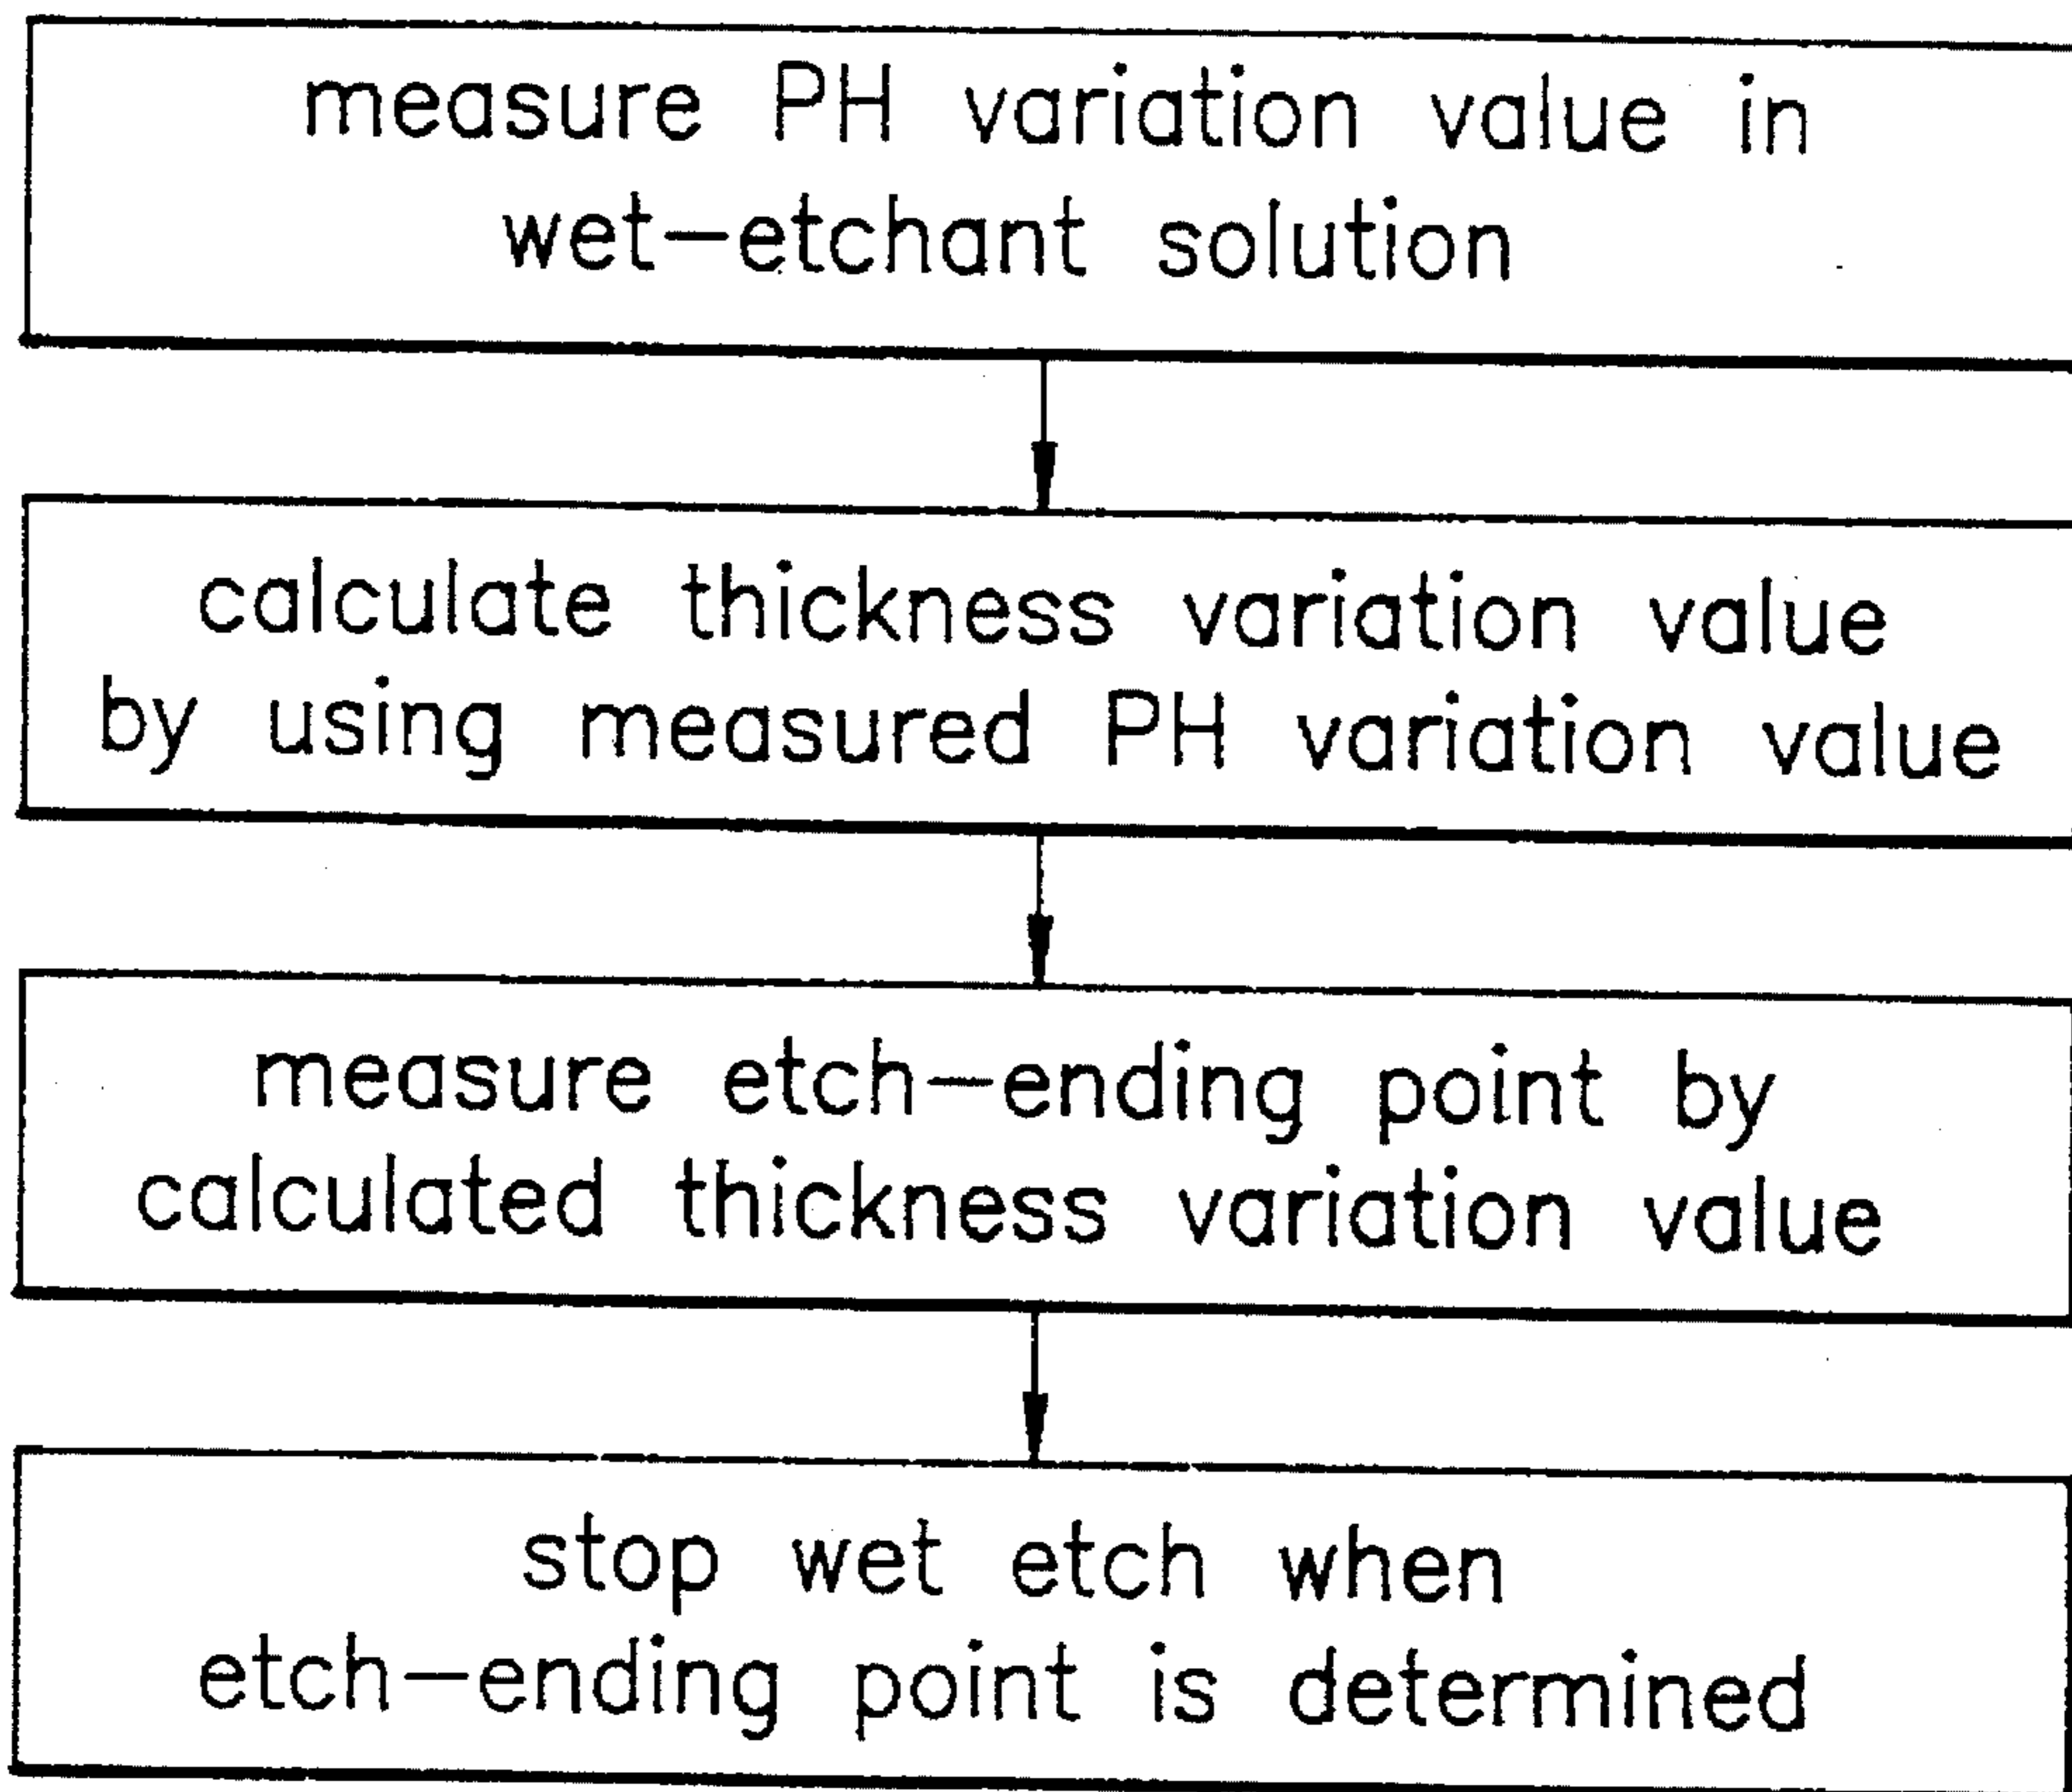 measure PH variation value in
wet-etchant solution
calculate thickness variation value
by using measured PH variation value
measure etch-ending point by
calculated thickness variation value
stop wet etch when
etch-ending point is determined